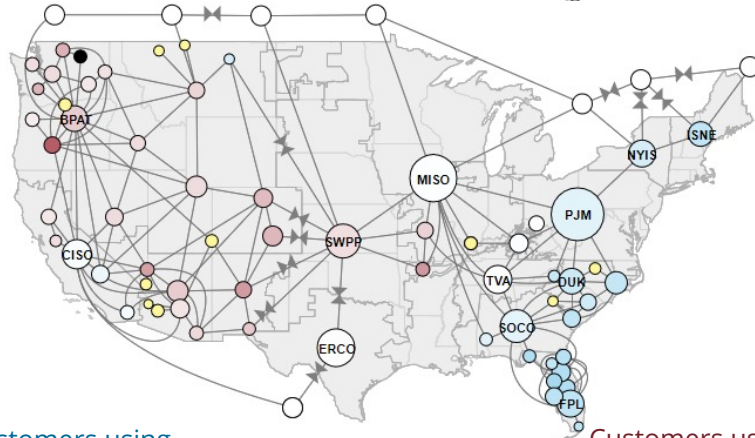 BPAT
ISNE
NYIS
MISO
PJM
SWPP
CISO
TVA
DUK
SOCO
ERCO
FPL